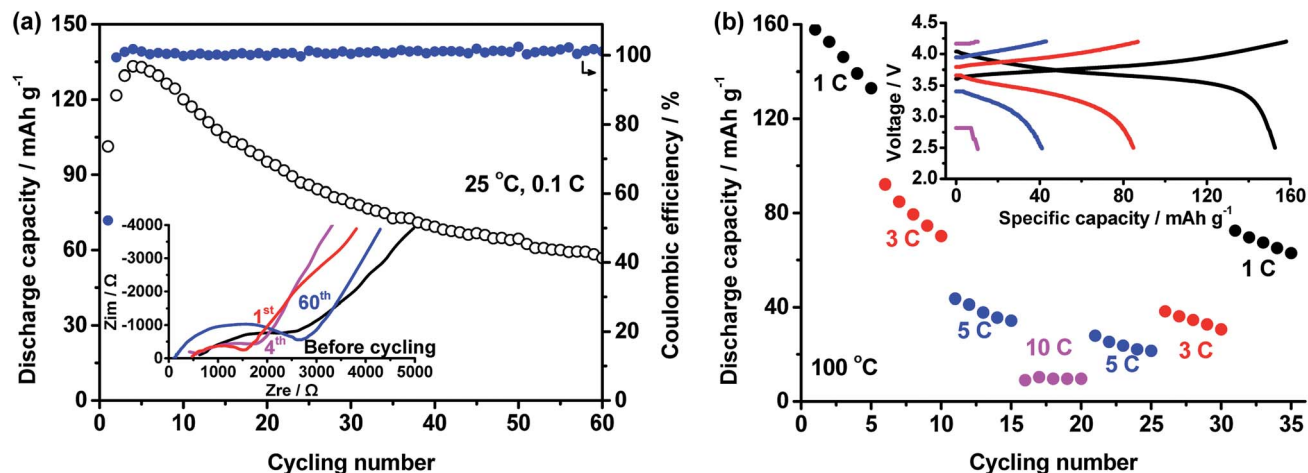 (a)
150
120
90
60
30
0
Discharge capacity / mAh g-1
0 10 20 30 40 50 60
Cycling number
100
80
60
40
20
0
Coulombic efficiency / %
25 oC, 0.1 C
-4000
-3000
-2000
-1000
0
Zim / Ω
0 1000 2000 3000 4000 5000
Zre / Ω
1st
4th
60th
Before cycling
(b)
160
120
80
40
0
Discharge capacity / mAh g-1
0 5 10 15 20 25 30 35
Cycling number
1 C
3 C
5 C
10 C
5 C
3 C
1 C
100 oC
4.5
4.0
3.5
3.0
2.5
2.0
Voltage / V
0 40 80 120 160
Specific capacity / mAh g-1